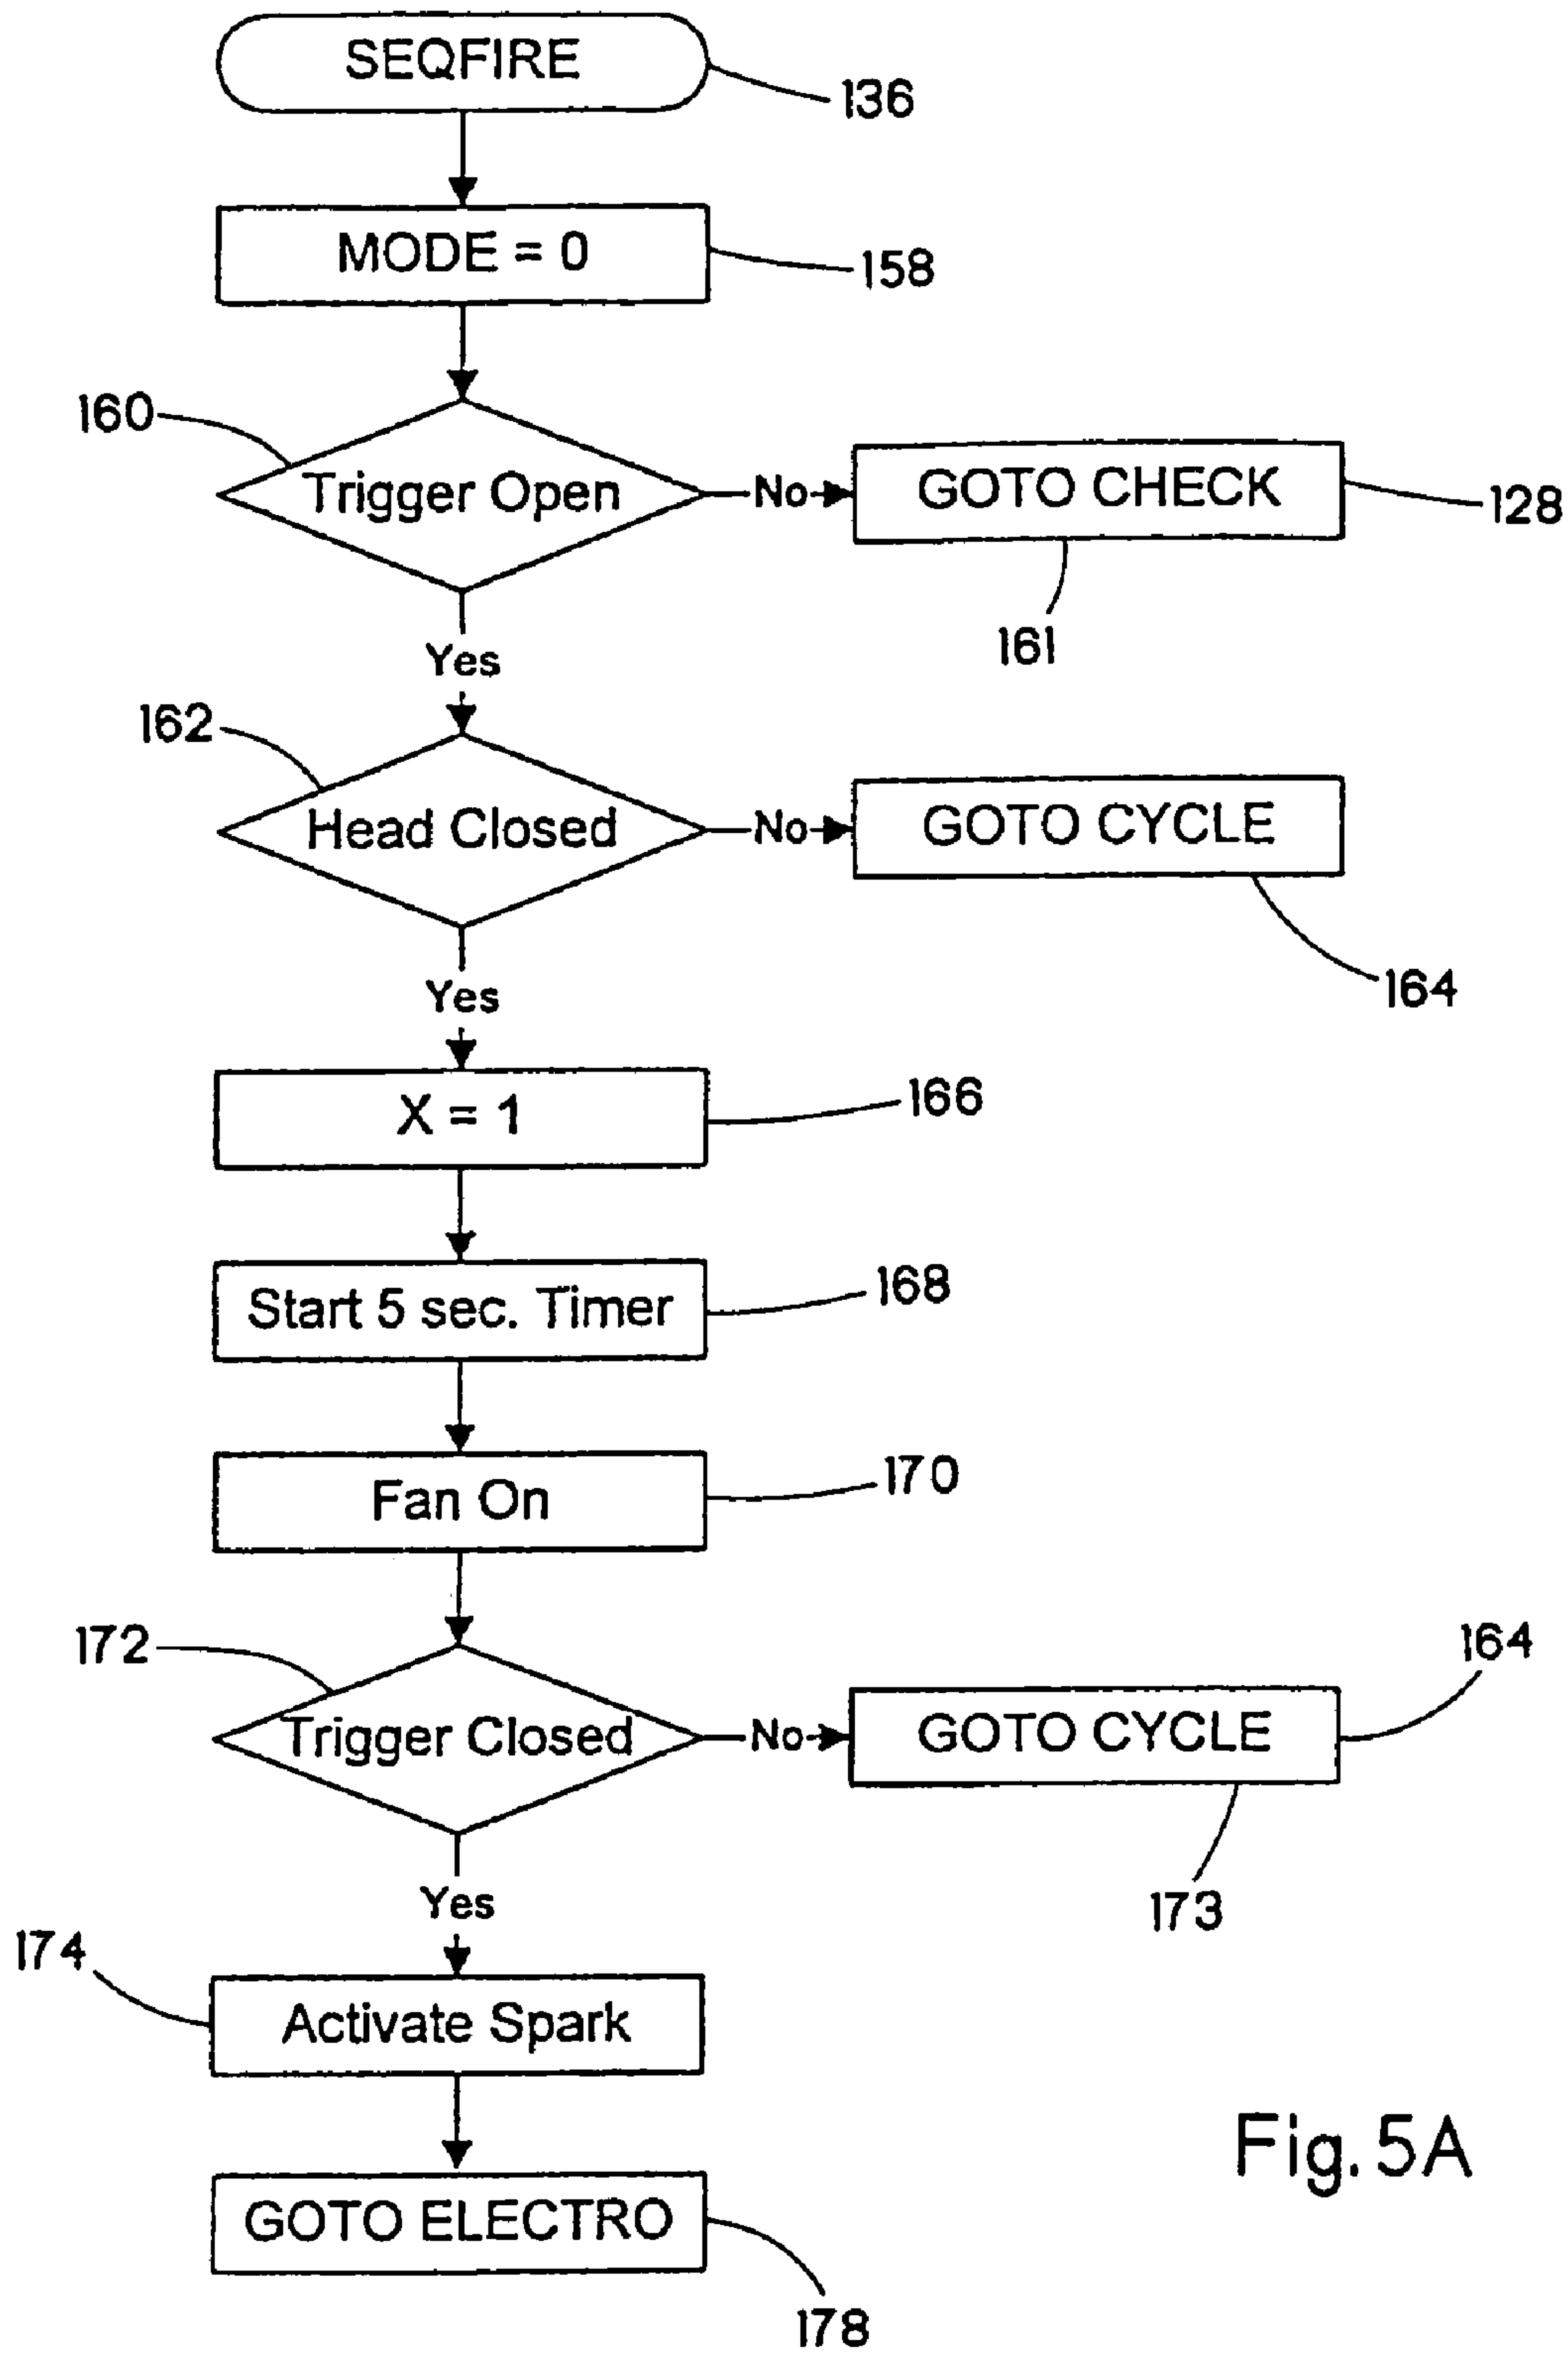 SEQFIRE
136
MODE = 0
158
160
Trigger Open
No
GOTO CHECK
128
161
Yes
162
Head Closed
No
GOTO CYCLE
164
Yes
X = 1
166
Start 5 sec. Timer
168
Fan On
170
172
Trigger Closed
No
GOTO CYCLE
164
173
Yes
174
Activate Spark
GOTO ELECTRO
178
Fig. 5A